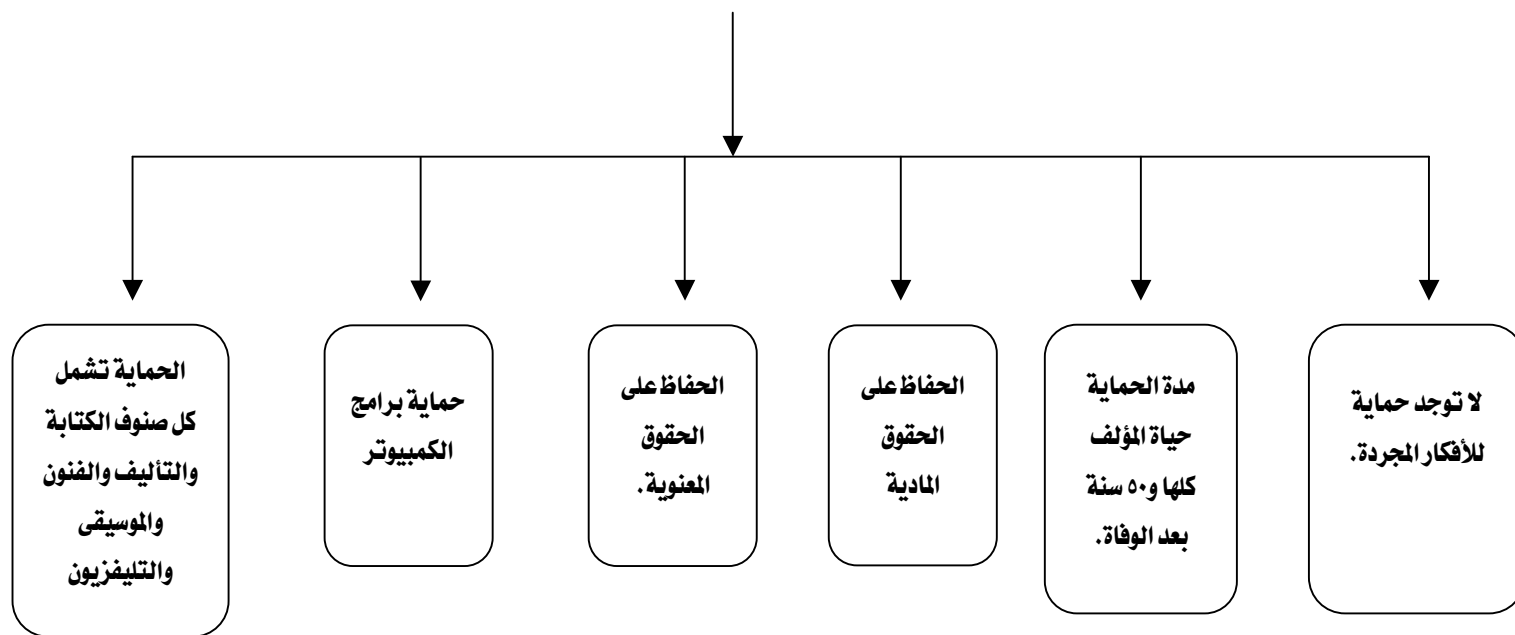 لا توجد حماية
للأفكار المجردة.
مدة الحماية
حياة المؤلف
كلها و٥٠ سنة
بعد الوفاة.
الحفاظ على
الحقوق
المادية
الحفاظ على
الحقوق
المعنوية.
حماية برامج
الكمبيوتر
الحماية تشمل
كل صنوف الكتابة
والتأليف والفنون
والموسيقى
والتليفزيون